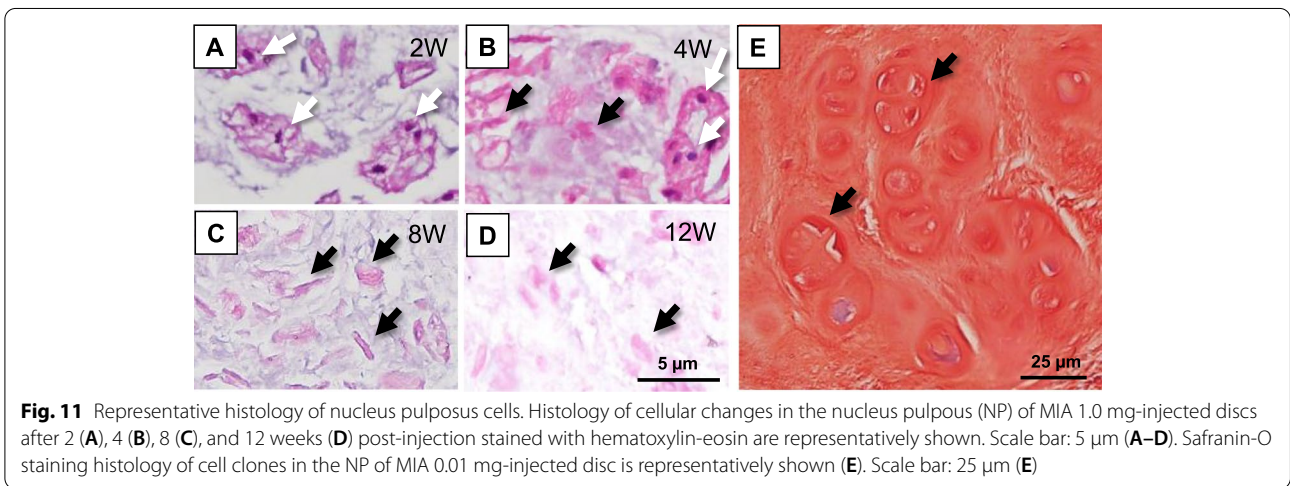 A
2W
B
4W
E
C
8W
D
12W
5 µm
25 µm
Fig. 11 Representative histology of nucleus pulposus cells. Histology of cellular changes in the nucleus pulpous (NP) of MIA 1.0 mg-injected discs
after 2 (A), 4 (B), 8 (C), and 12 weeks (D) post-injection stained with hematoxylin-eosin are representatively shown. Scale bar: 5 µm (A–D). Safranin-O
staining histology of cell clones in the NP of MIA 0.01 mg-injected disc is representatively shown (E). Scale bar: 25 µm (E)